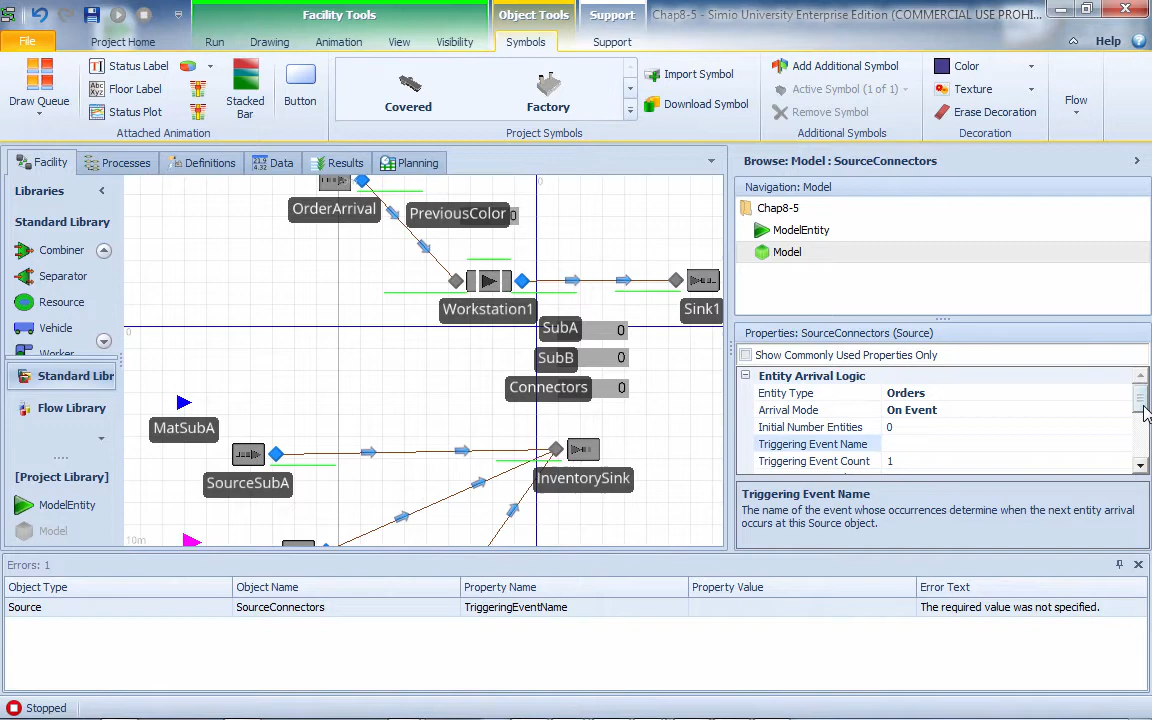 Facility Tools
Object Tools
Support
Chap8-5 - Simio University Enterprise Edition (COMMERCIAL USE PROHI...
File
Project Home
Run
Drawing
Animation
View
Visibility
Symbols
Support
Help
Draw Queue
Status Label
Floor Label
Status Plot
Stacked Bar
Button
Attached Animation
Covered
Factory
Project Symbols
Import Symbol
Download Symbol
Add Additional Symbol
Active Symbol (1 of 1)
Remove Symbol
Additional Symbols
Color
Texture
Erase Decoration
Decoration
Flow
Facility
Processes
Definitions
Data
Results
Planning
Libraries
Standard Library
Combiner
Separator
Resource
Vehicle
Worker
Standard Libr
Flow Library
[Project Library]
ModelEntity
Model
OrderArrival
PreviousColor 0
Workstation1
Sink1
SubA 0
SubB 0
Connectors 0
MatSubA
SourceSubA
InventorySink
0
0
10m
Browse: Model : SourceConnectors
Navigation: Model
Chap8-5
ModelEntity
Model
Properties: SourceConnectors (Source)
Show Commonly Used Properties Only
Entity Arrival Logic
Entity Type Orders
Arrival Mode On Event
Initial Number Entities 0
Triggering Event Name
Triggering Event Count 1
Triggering Event Name
The name of the event whose occurrences determine when the next entity arrival
occurs at this Source object.
Errors: 1
Object Type Object Name Property Name Property Value Error Text
Source SourceConnectors TriggeringEventName The required value was not specified.
Stopped